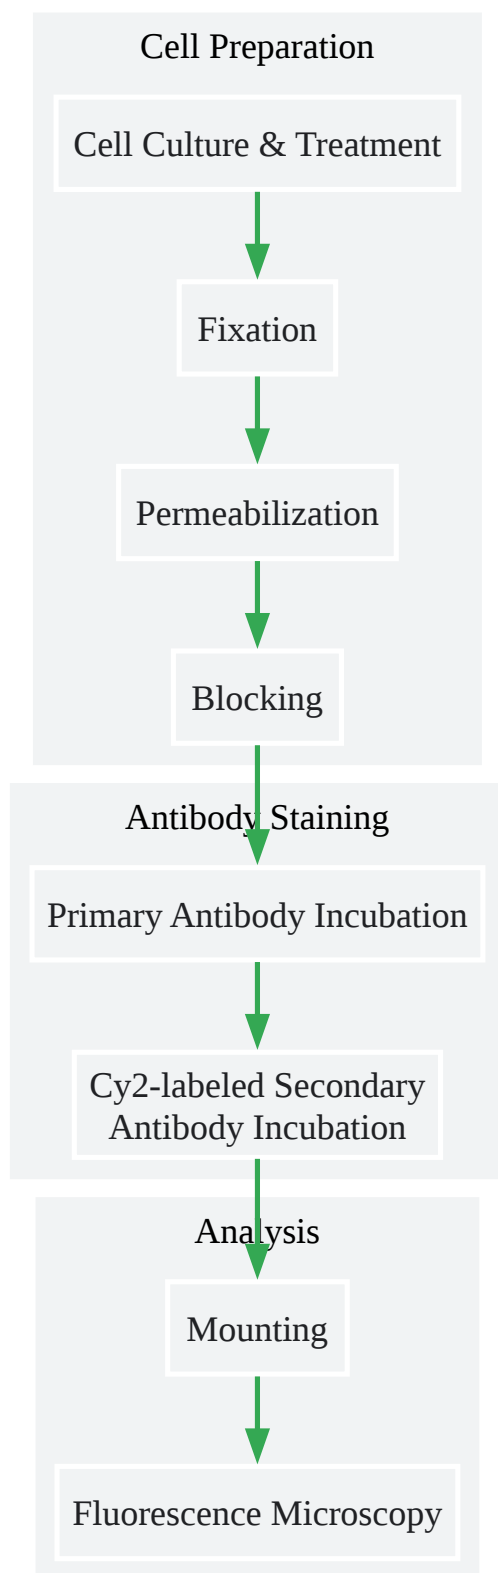 Cell Preparation
Cell Culture & Treatment
Fixation
Permeabilization
Blocking
Antibody Staining
Primary Antibody Incubation
Cy2-labeled Secondary
Antibody Incubation
Analysis
Mounting
Fluorescence Microscopy